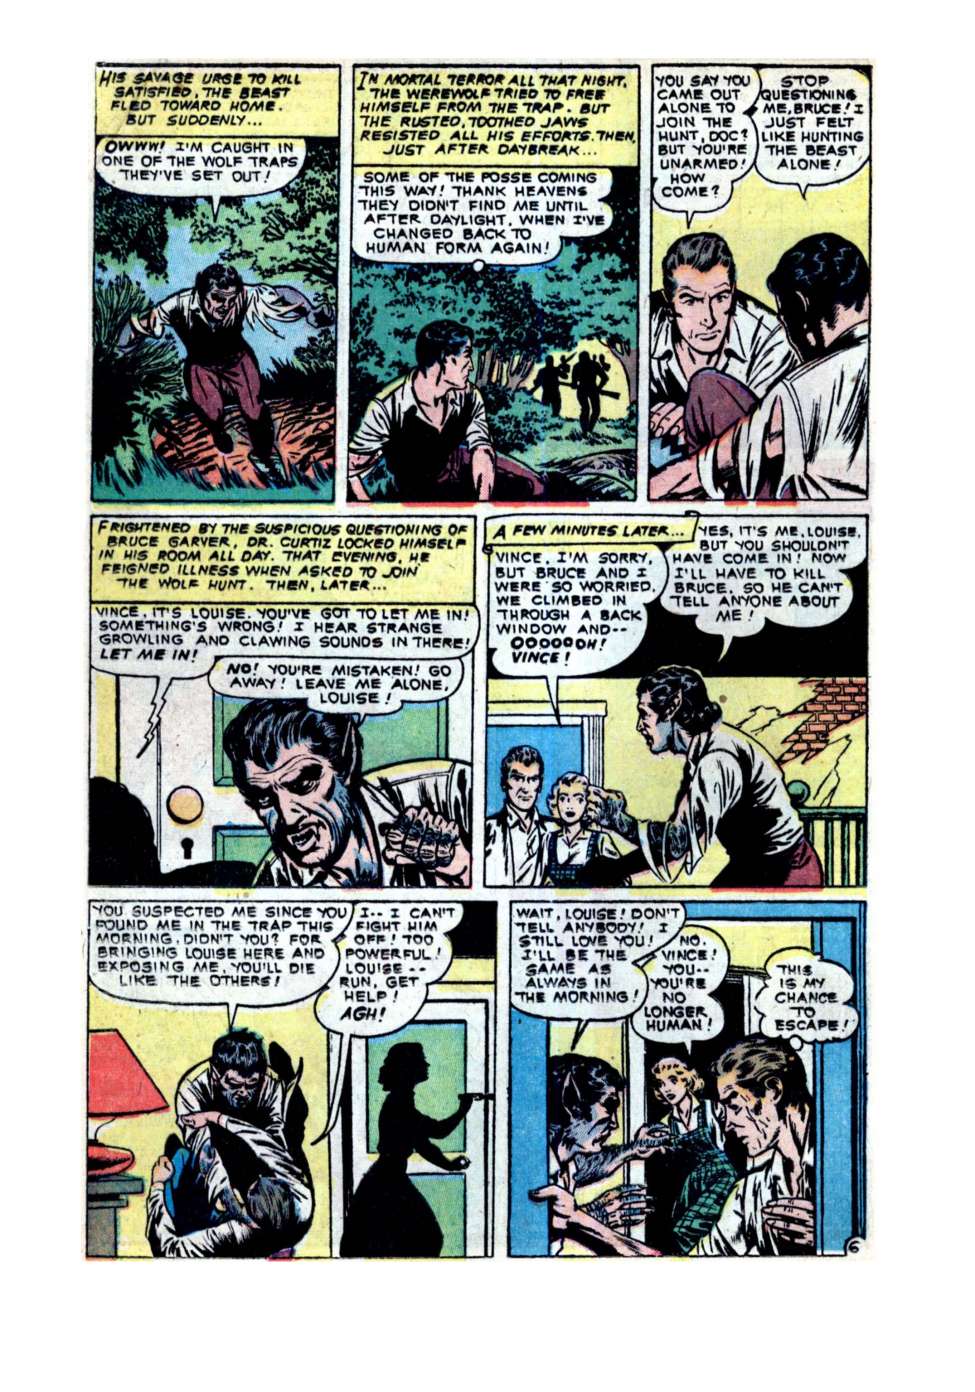 HIS SAVAGE URGE TO KILL
SATISFIED, THE BEAST
FLED TOWARD HOME.
BUT SUDDENLY...
OWWW! I'M CAUGHT IN
ONE OF THE WOLF TRAPS
THEY'VE SET OUT!
IN MORTAL TERROR ALL THAT NIGHT,
THE WEREWOLF TRIED TO FREE
HIMSELF FROM THE TRAP. BUT
THE RUSTED, TOOTHED JAWS
RESISTED ALL HIS EFFORTS. THEN,
JUST AFTER DAYBREAK...
SOME OF THE POSSE COMING
THIS WAY! THANK HEAVENS
THEY DIDN'T FIND ME UNTIL
AFTER DAYLIGHT, WHEN I'VE
CHANGED BACK TO
HUMAN FORM AGAIN!
YOU SAY YOU
CAME OUT
ALONE TO
JOIN THE
HUNT, DOC?
BUT YOU'RE
UNARMED!
HOW
COME?
STOP
QUESTIONING
ME, BRUCE! I
JUST FELT
LIKE HUNTING
THE BEAST
ALONE!
FRIGHTENED BY THE SUSPICIOUS QUESTIONING OF
BRUCE GARVER, DR. CURTIZ LOCKED HIMSELF
IN HIS ROOM ALL DAY. THAT EVENING, HE
FEIGNED ILLNESS WHEN ASKED TO JOIN
THE WOLF HUNT. THEN, LATER...
VINCE, IT'S LOUISE. YOU'VE GOT TO LET ME IN!
SOMETHING'S WRONG! I HEAR STRANGE
GROWLING AND CLAWING SOUNDS IN THERE!
LET ME IN!
NO! YOU'RE MISTAKEN! GO
AWAY! LEAVE ME ALONE,
LOUISE!
A FEW MINUTES LATER...
VINCE, I'M SORRY,
BUT BRUCE AND I
WERE SO WORRIED,
WE CLIMBED IN
THROUGH A BACK
WINDOW AND--
OOOOOOH!
VINCE!
YES, IT'S ME, LOUISE,
BUT YOU SHOULDN'T
HAVE COME IN! NOW
I'LL HAVE TO KILL
BRUCE, SO HE CAN'T
TELL ANYONE ABOUT
ME!
YOU SUSPECTED ME SINCE YOU
FOUND ME IN THE TRAP THIS
MORNING, DIDN'T YOU? FOR
BRINGING LOUISE HERE AND
EXPOSING ME, YOU'LL DIE
LIKE THE OTHERS!
I-- I CAN'T
FIGHT HIM
OFF! TOO
POWERFUL!
LOUISE --
RUN, GET
HELP!
AGH!
WAIT, LOUISE! DON'T
TELL ANYBODY! I
STILL LOVE YOU!
I'LL BE THE
SAME AS
ALWAYS IN
THE MORNING!
NO,
VINCE!
YOU--
YOU'RE
NO
LONGER
HUMAN!
THIS
IS MY
CHANCE
TO
ESCAPE!
6